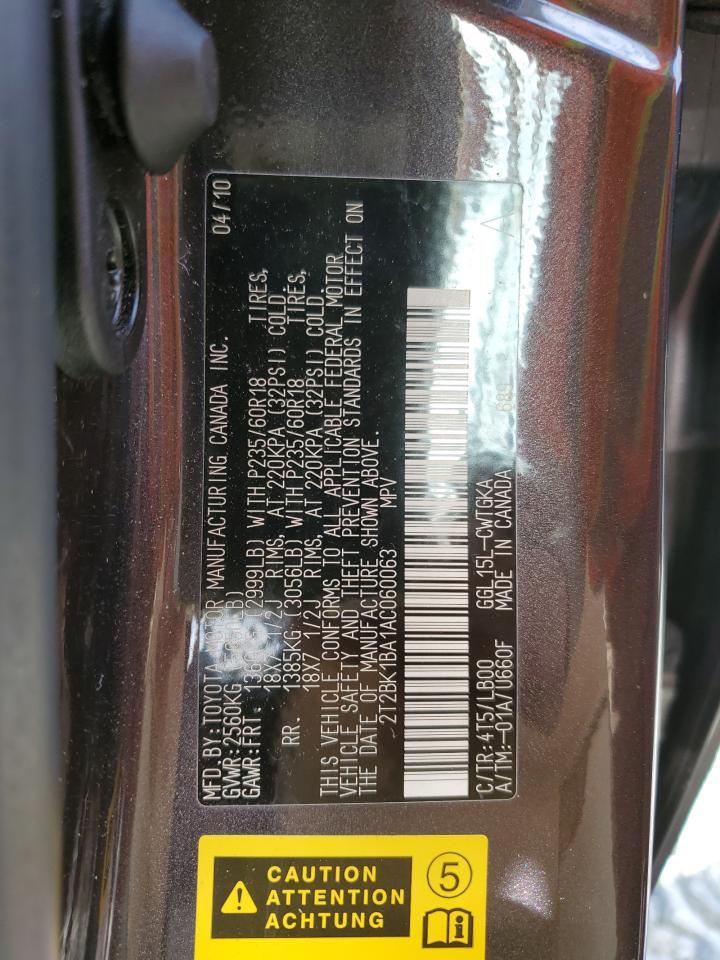 MFD.BY:TOYOTA MOTOR MANUFACTURING CANADA INC. 04/10
GVWR:2560KG
GAWR:FRT. (2999LB) WITH P235/60R18 TIRES,
18X7 1/2J RIMS, AT 220KPA (32PSI) COLD
RR. 1385KG (3056LB) WITH P235/60R18 TIRES,
18X7 1/2J RIMS, AT 220KPA (32PSI) COLD
THIS VEHICLE CONFORMS TO ALL APPLICABLE FEDERAL MOTOR
VEHICLE SAFETY AND THEFT PREVENTION STANDARDS IN EFFECT ON
THE DATE OF MANUFACTURE SHOWN ABOVE.
2T2BK1BA1AC060063 MPV
C/TR:4T5/LB00 GGL15L-CWTGKA 689
A/TM:-01A/U660F MADE IN CANADA
CAUTION
ATTENTION
ACHTUNG
5